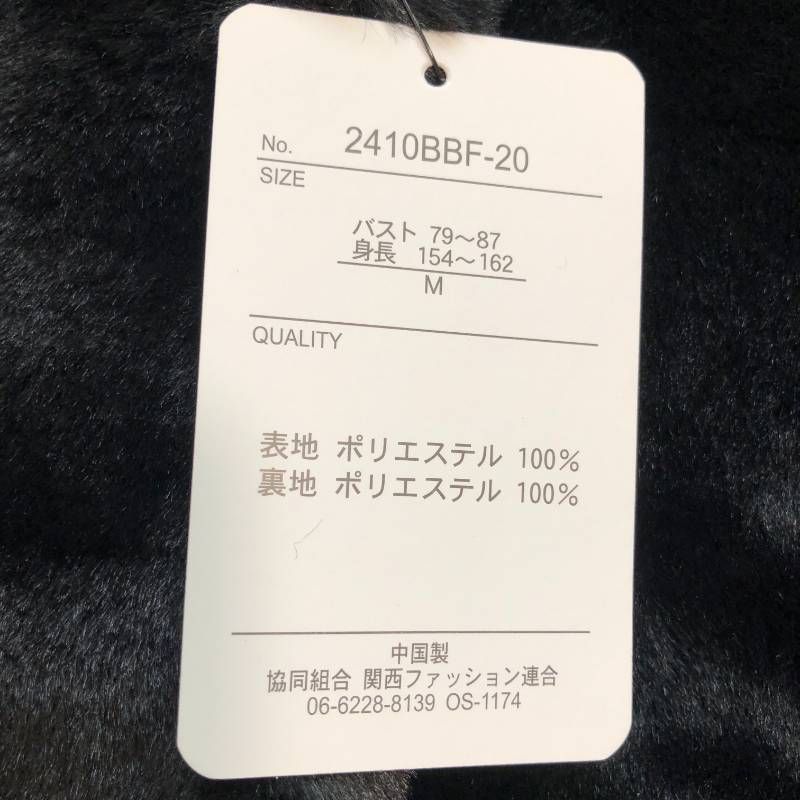 No. 2410BBF-20
SIZE
バスト 79〜87
身長 154〜162
M
QUALITY
表地 ポリエステル 100%
裏地 ポリエステル 100%
中国製
協同組合 関西ファッション連合
06-6228-8139 OS-1174